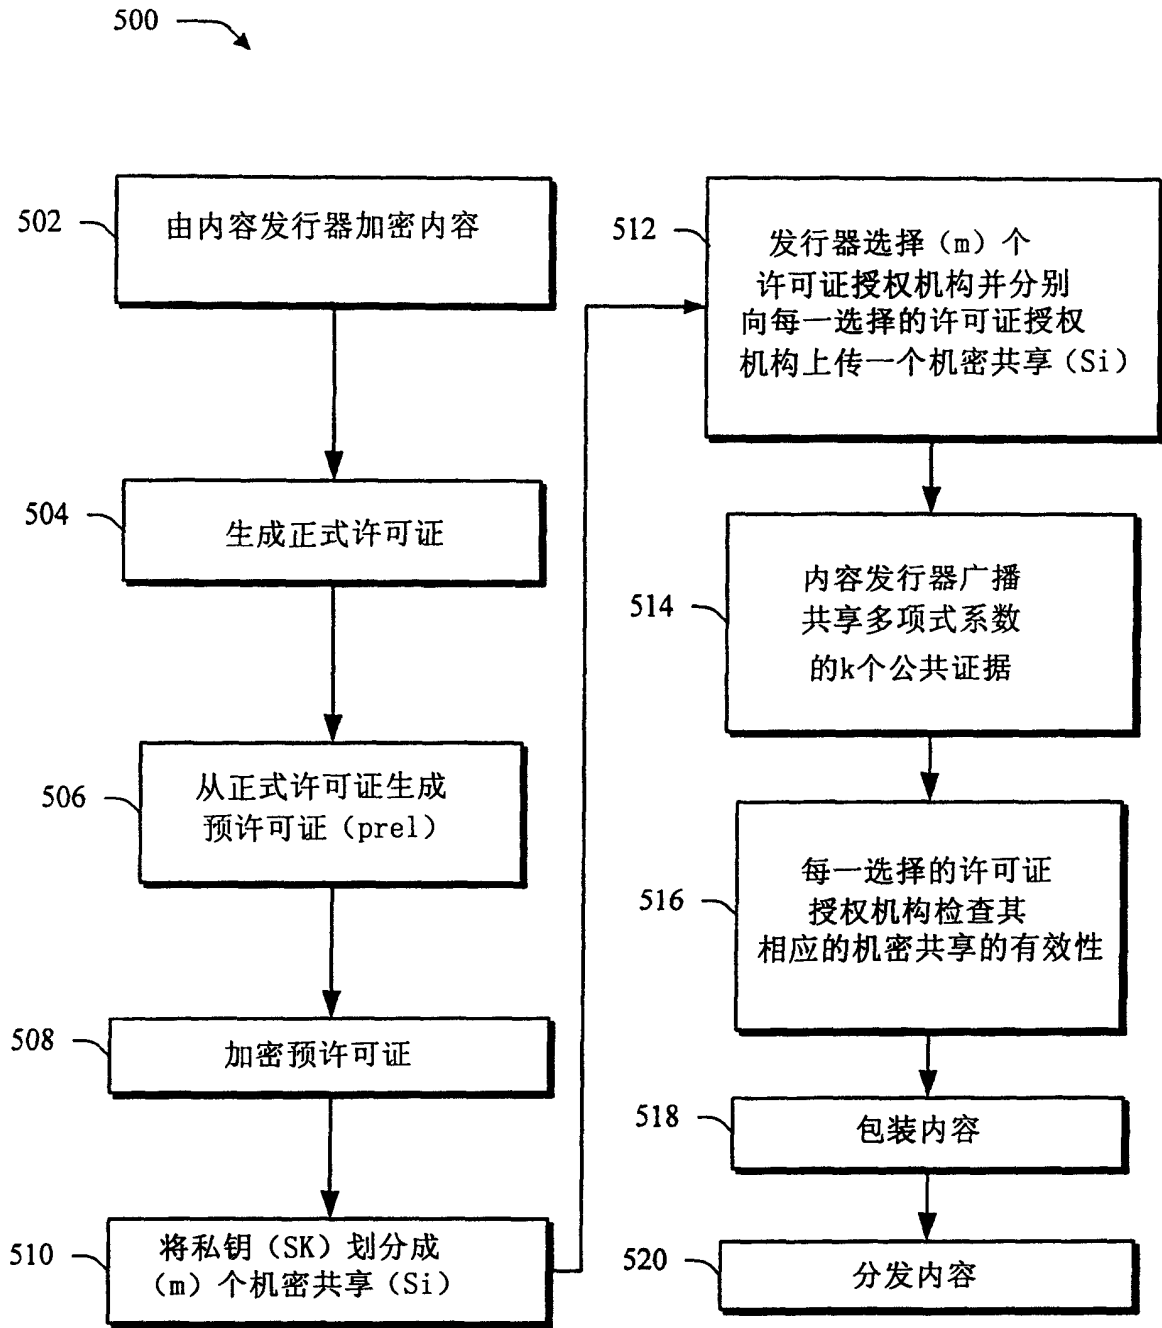 500
502
由内容发行器加密内容
504
生成正式许可证
506
从正式许可证生成
预许可证（prel）
508
加密预许可证
510
将私钥（SK）划分成
（m）个机密共享（Si）
512
发行器选择（m）个
许可证授权机构并分别
向每一选择的许可证授权
机构上传一个机密共享（Si）
514
内容发行器广播
共享多项式系数
的k个公共证据
516
每一选择的许可证
授权机构检查其
相应的机密共享的有效性
518
包装内容
520
分发内容